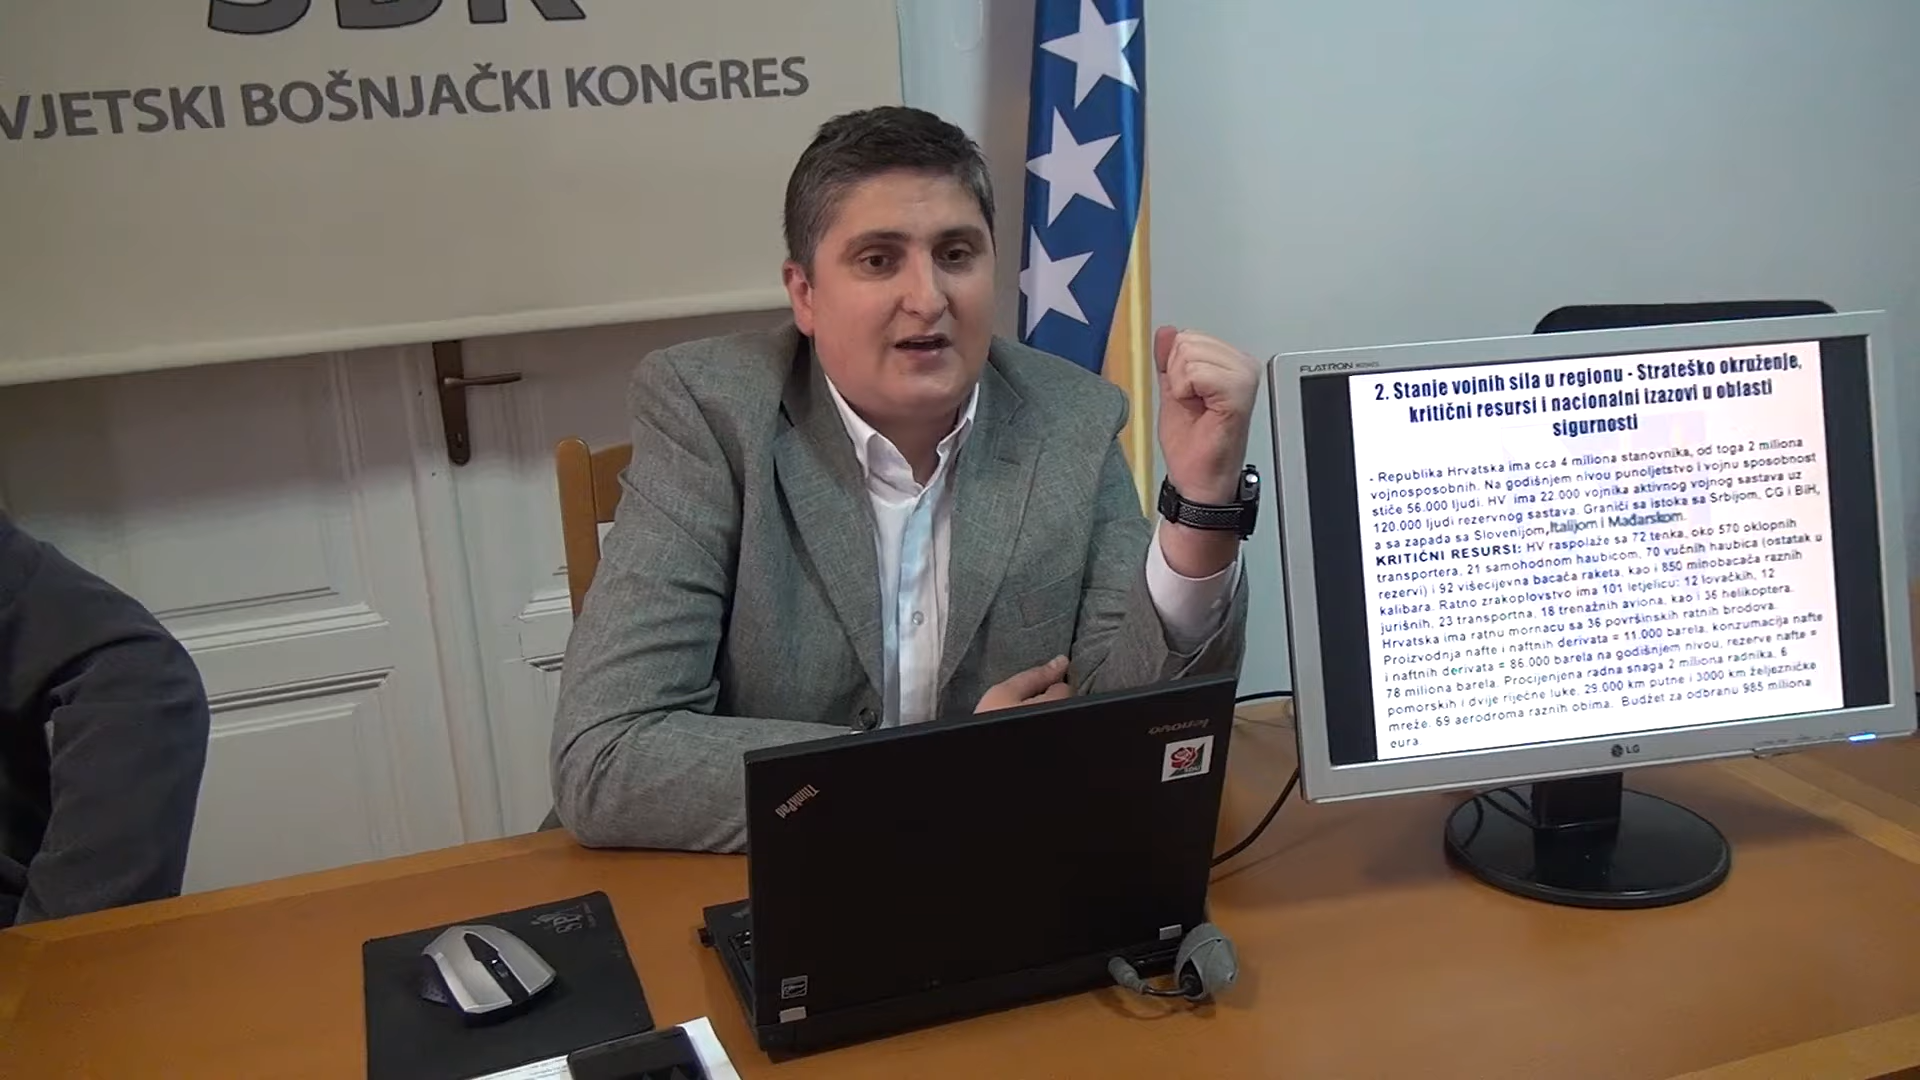 SBK
VJETSKI BOŠNJAČKI KONGRES
FLATRON
2. Stanje vojnih sila u regionu - Strateško okruženje,
kritični resursi i nacionalni izazovi u oblasti
sigurnosti
- Republika Hrvatska ima cca 4 miliona stanovnika, od toga 2 miliona
vojnosposobnih. Na godišnjem nivou punoljetstvo i vojnu sposobnost
stiče 56.000 ljudi. HV ima 22.000 vojnika aktivnog vojnog sastava uz
120.000 ljudi rezervnog sastava. Graniči sa istoka sa Srbijom, CG i BiH,
a sa zapada sa Slovenijom, Italijom i Mađarskom.
KRITIČNI RESURSI: HV raspolaže sa 72 tenka, oko 570 oklopnih
transportera, 21 samohodnom haubicom, 70 vučnih haubica (ostatak u
rezervi) i 92 višecijevna bacača raketa, kao i 850 minobacača raznih
kalibara. Ratno zrakoplovstvo ima 101 letjelicu: 12 lovačkih, 12
jurišnih, 23 transportna, 18 trenažnih aviona, kao i 36 helikoptera.
Hrvatska ima ratnu mornacu sa 36 površinskih ratnih brodova.
Proizvodnja nafte i naftnih derivata = 11.000 barela, konzumacija nafte
i naftnih derivata = 86.000 barela na godišnjem nivou, rezerve nafte =
78 miliona barela. Procijenjena radna snaga 2 miliona radnika. 6
pomorskih i dvije riječne luke, 29.000 km putne i 3000 km željezničke
mreže. 69 aerodroma raznih obima. Budžet za odbranu 985 miliona
eura
LG
lenovo
ThinkPad